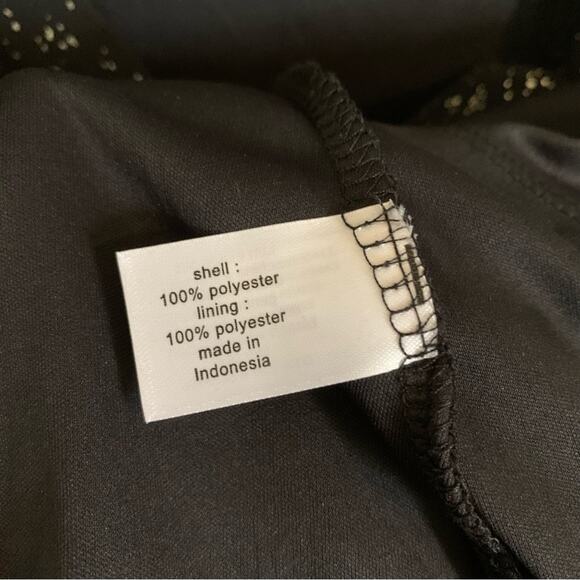 shell :
100% polyester
lining :
100% polyester
made in
Indonesia